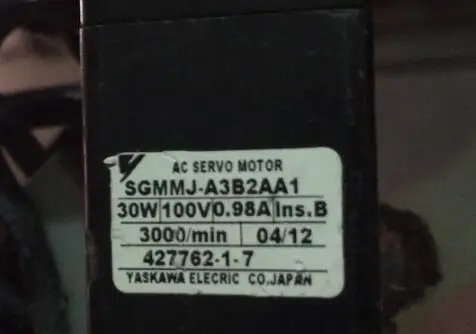 AC SERVO MOTOR
SGMMJ-A3B2AA1
30W 100V 0.98A Ins.B
3000/min 04/12
427762-1-7
YASKAWA ELECRIC CO.JAPAN